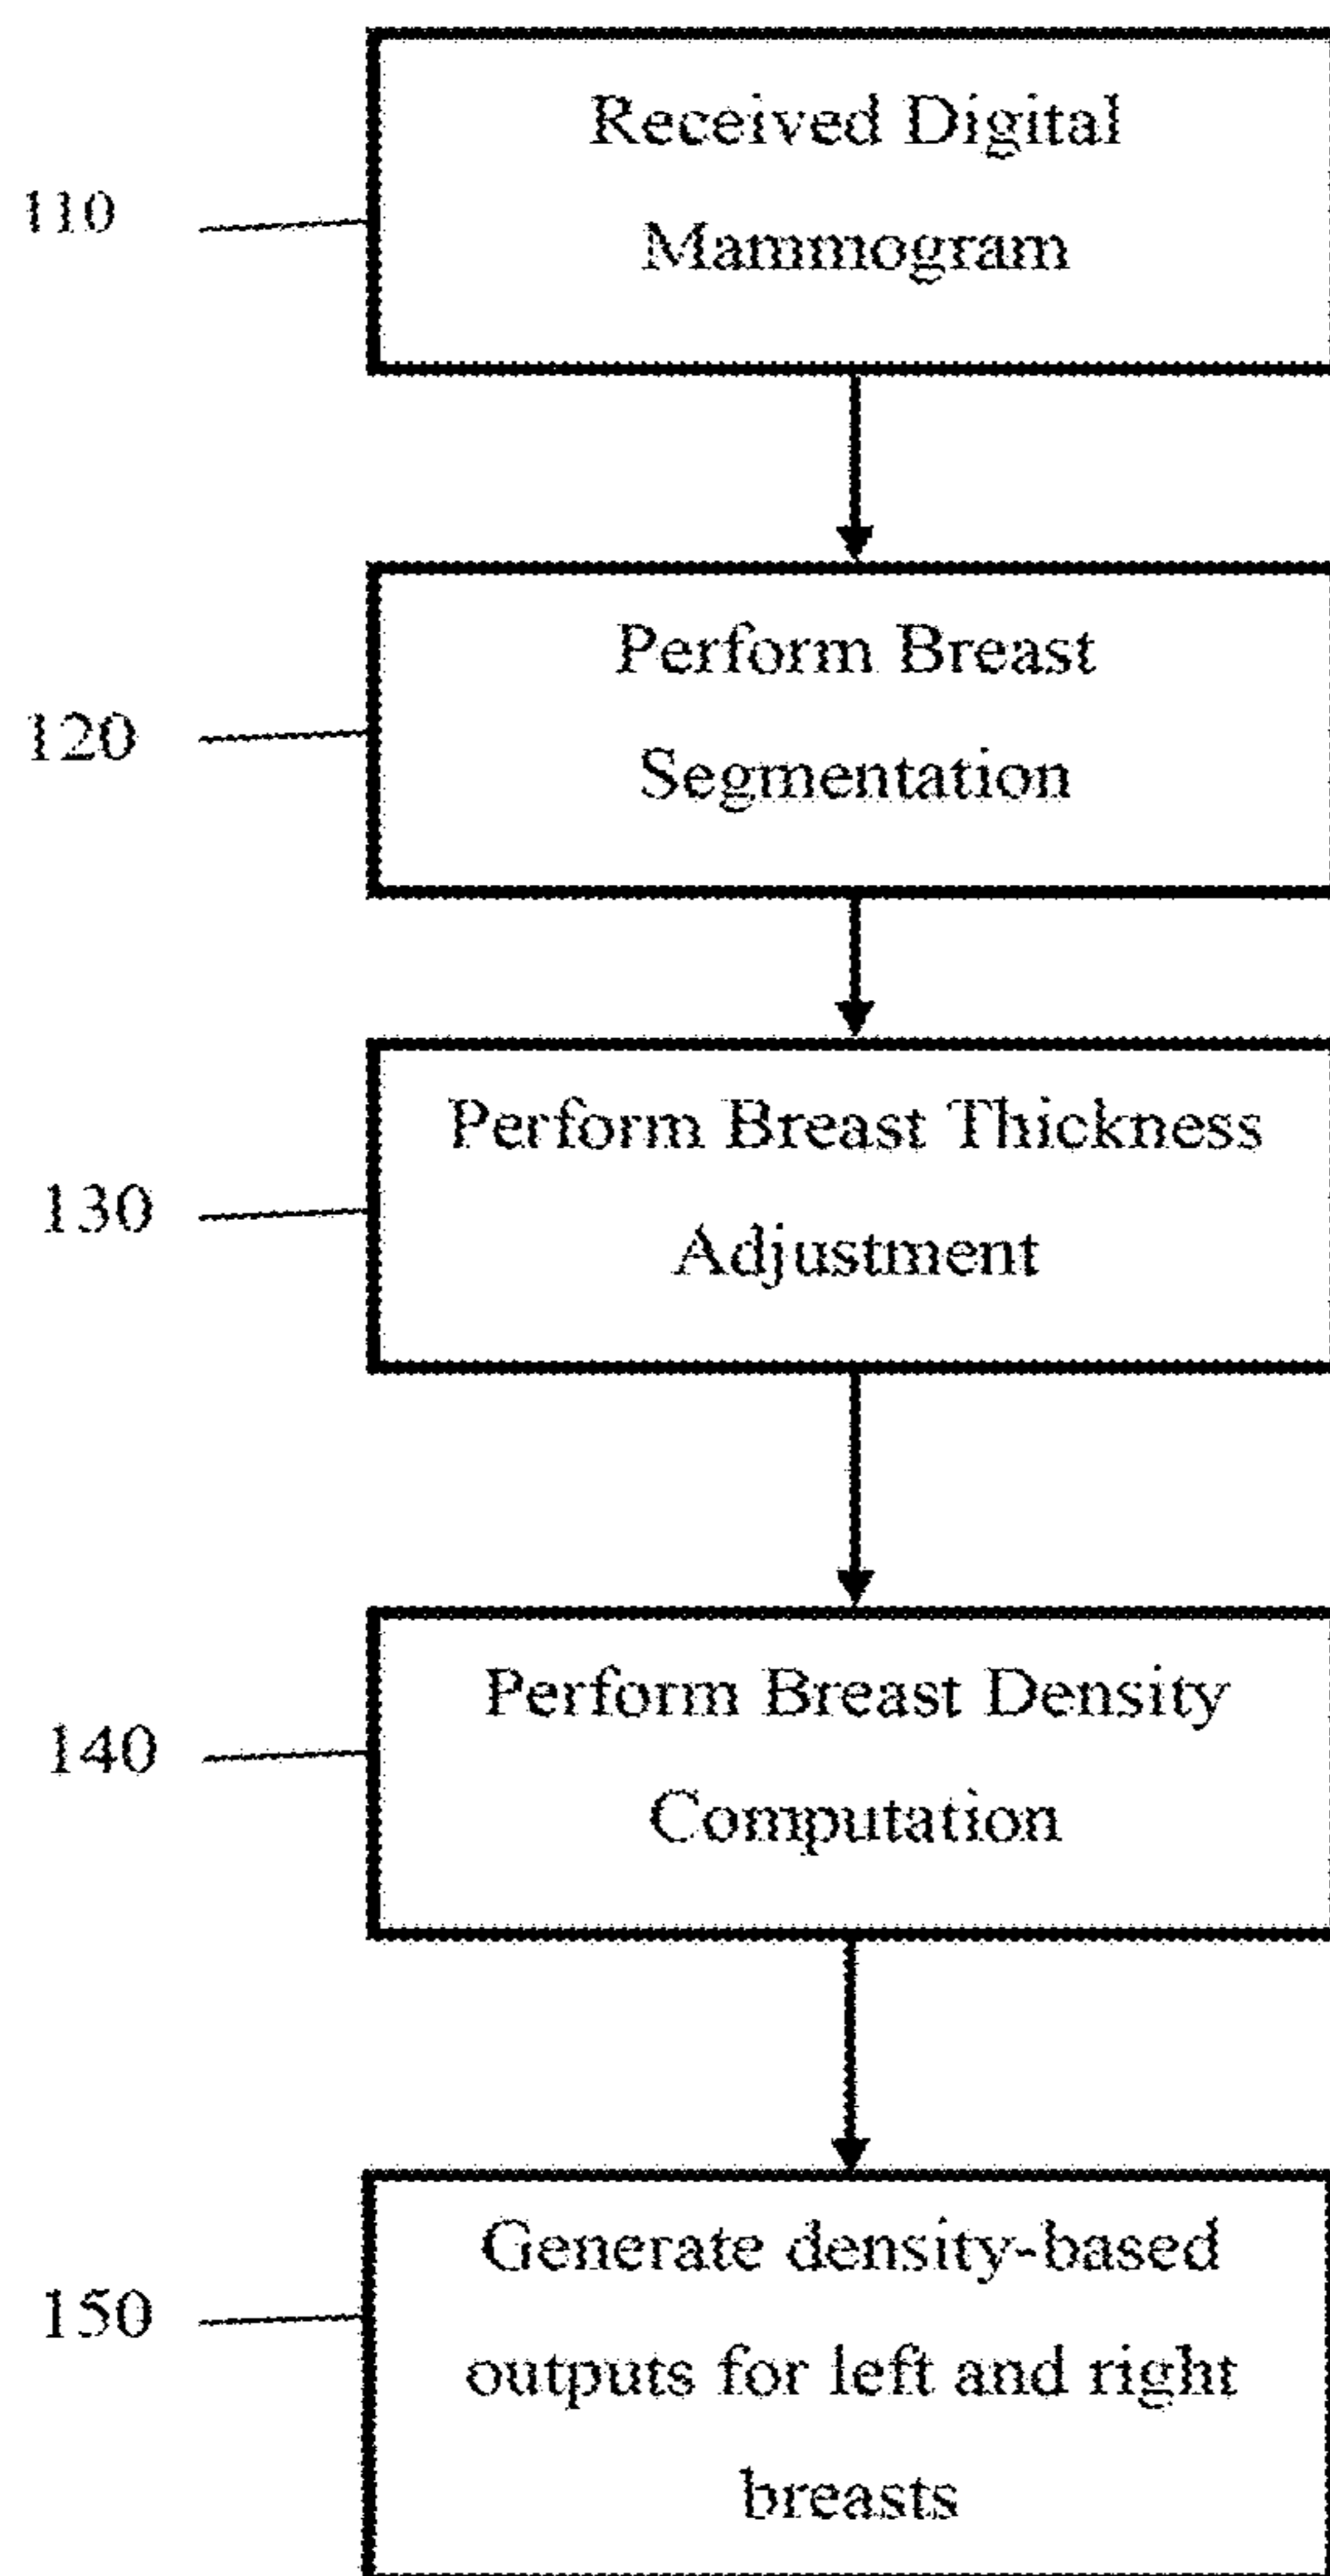 110
Received Digital
Mammogram
120
Perform Breast
Segmentation
130
Perform Breast Thickness
Adjustment
140
Perform Breast Density
Computation
150
Generate density-based
outputs for left and right
breasts